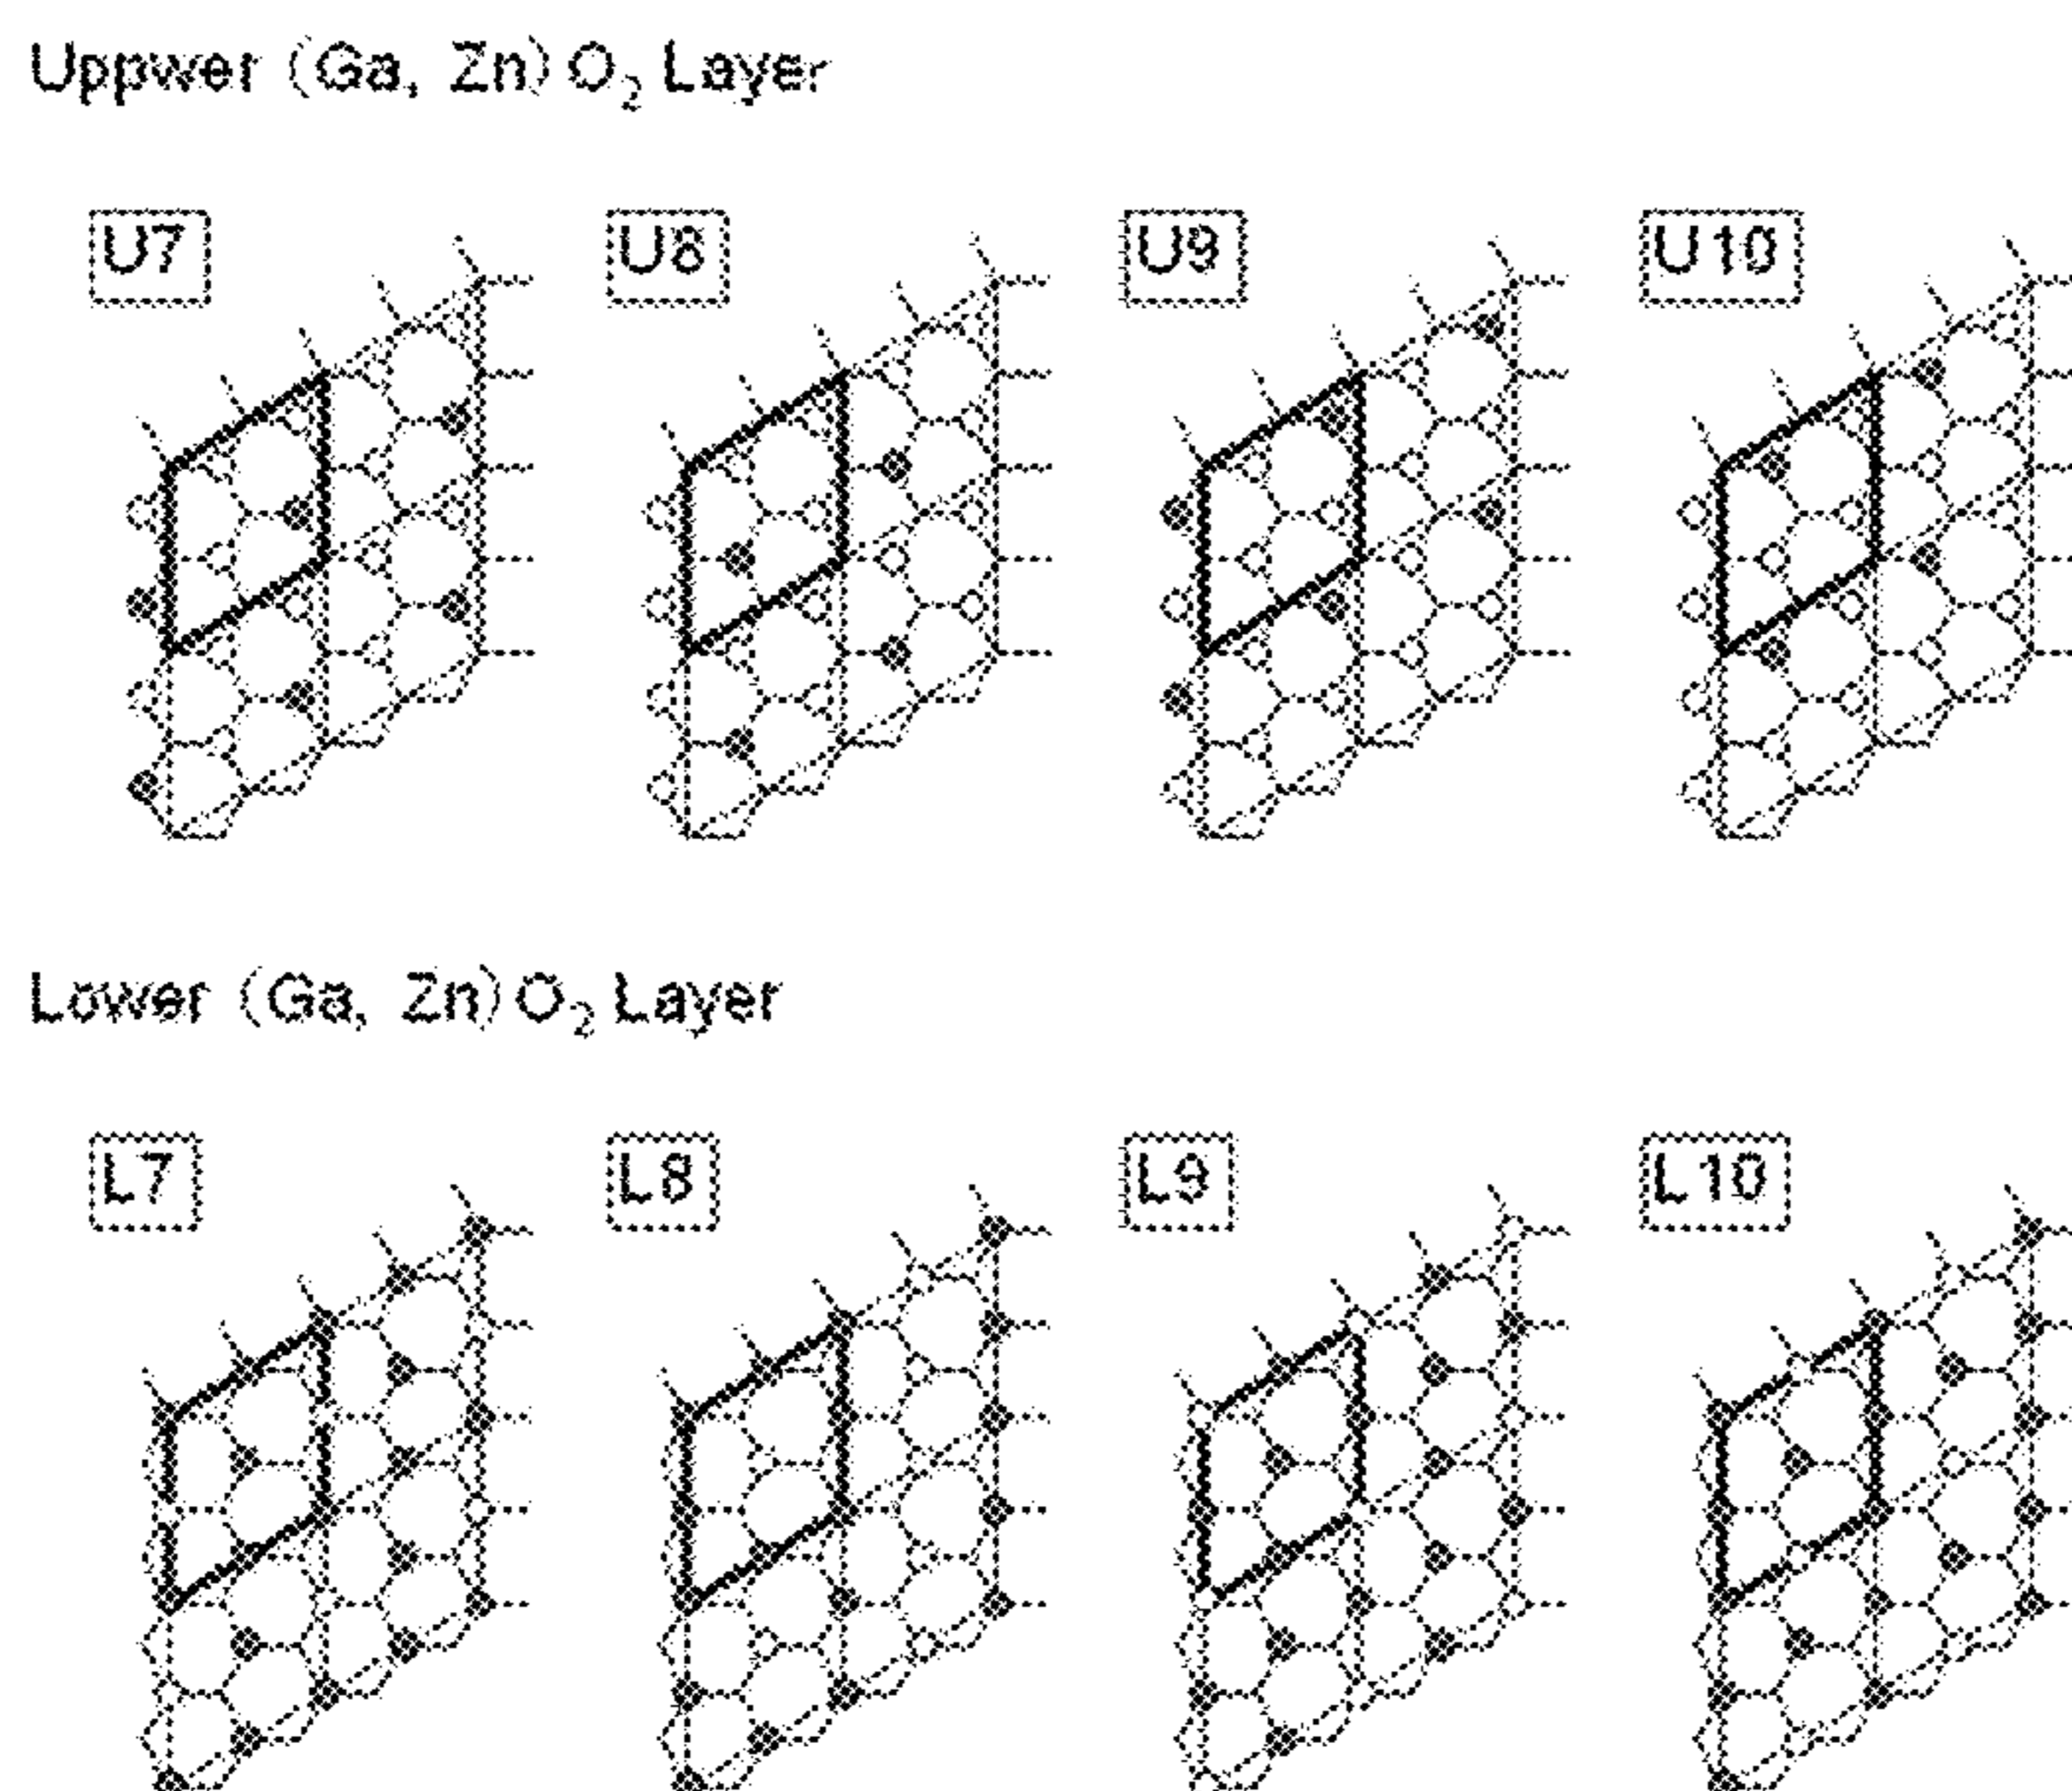 Uppwer (Ga, Zn)O₂ Layer
U7 U8 U9 U10
Lower (Ga, Zn)O₂ Layer
L7 L8 L9 L10